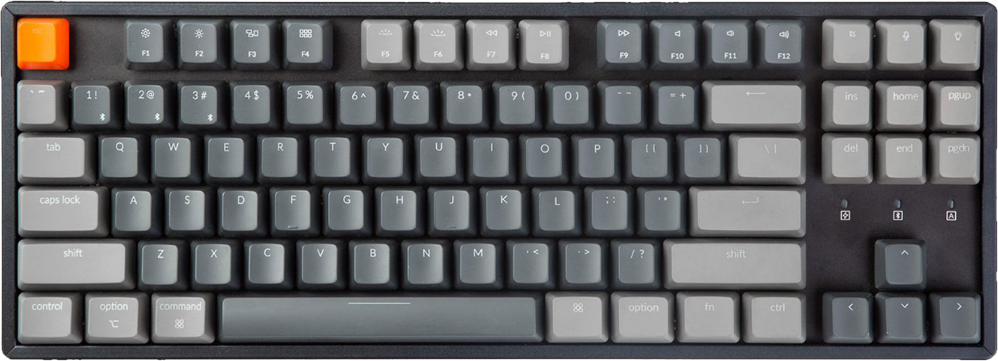 esc F1 F2 F3 F4 F5 F6 F7 F8 F9 F10 F11 F12
~ ` 1! 2@ 3# 4$ 5% 6^ 7& 8* 9( 0) - = + ins home pgup
tab Q W E R T Y U I O P [ { ] } \ | del end pgdn
caps lock A S D F G H J K L ; : ' " A
shift Z X C V B N M , < . > / ? shift
control option command option fn ctrl